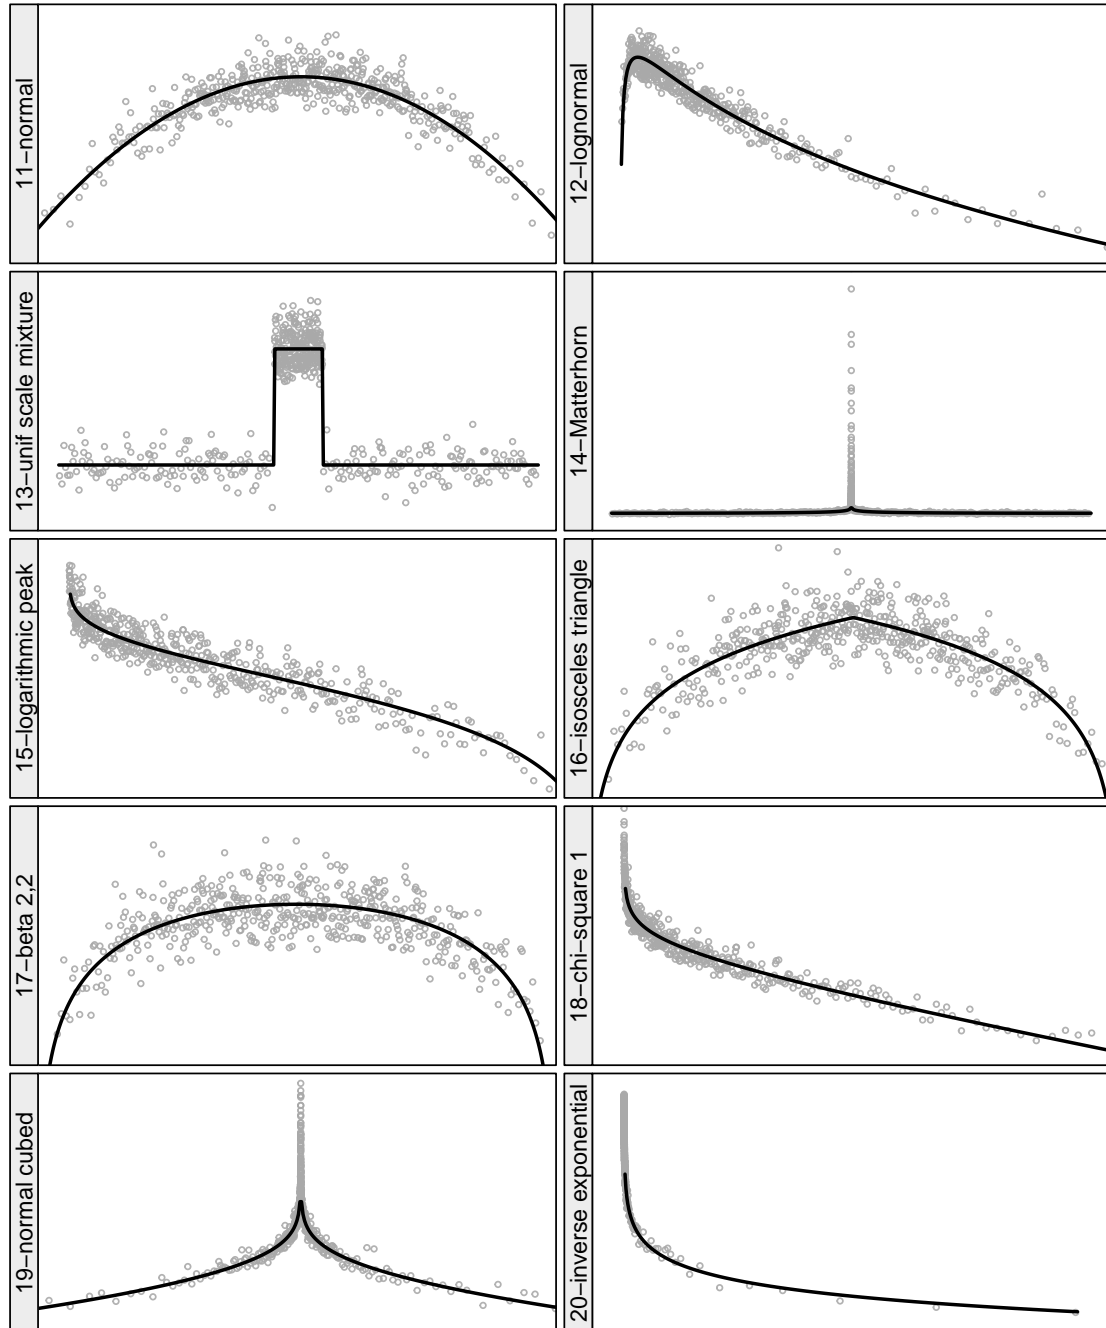 11–normal
12–lognormal
13–unif scale mixture
14–Matterhorn
15–logarithmic peak
16–isosceles triangle
17–beta 2,2
18–chi–square 1
19–normal cubed
20–inverse exponential